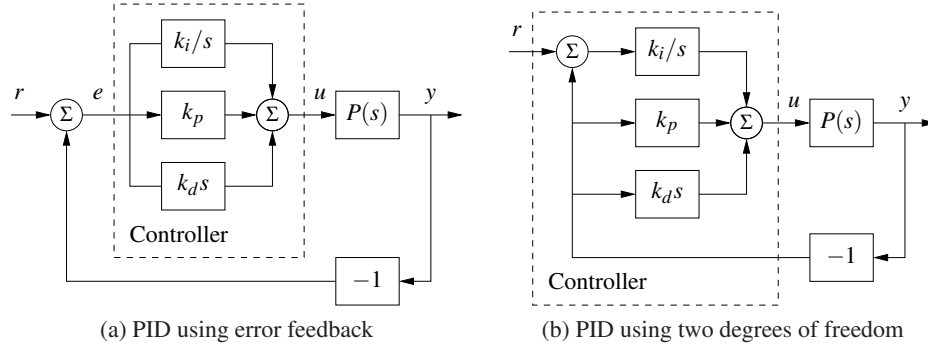 k_i/s
r
Σ
e
k_p
Σ
u
P(s)
y
k_d s
Controller
−1
(a) PID using error feedback
r
Σ
k_i/s
k_p
Σ
u
P(s)
y
k_d s
−1
Controller
(b) PID using two degrees of freedom